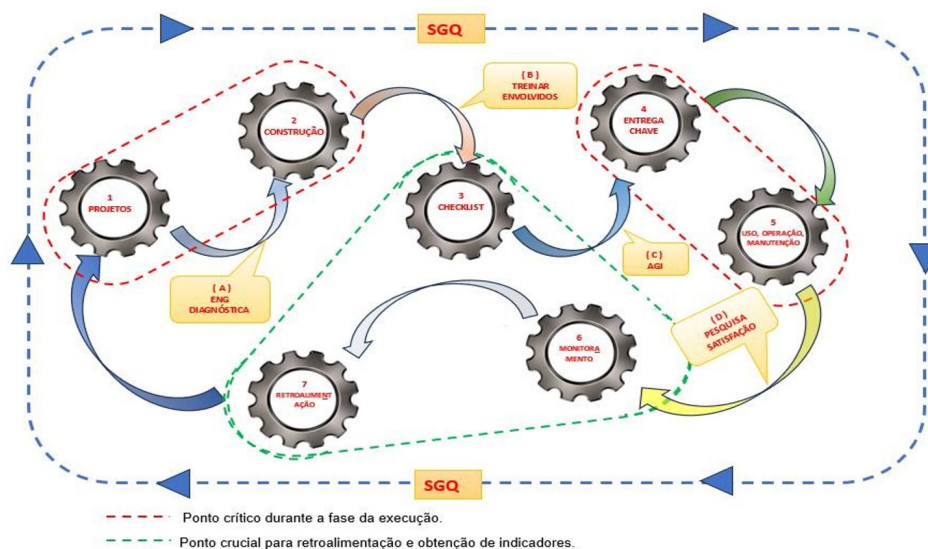 SGQ
( B )
TREINAR
ENVOLVIDOS
4
ENTREGA
CHAVE
2
CONSTRUÇÃO
1
PROJETOS
3
CHECKLIST
5
USO, OPERAÇÃO,
MANUTENÇÃO
( C )
AGI
( A )
ENG
DIAGNÓSTICA
( D )
PESQUISA
SATISFAÇÃO
6
MONITORA
MENTO
7
RETROALIMENT
AÇÃO
SGQ
Ponto crítico durante a fase da execução.
Ponto crucial para retroalimentação e obtenção de indicadores.